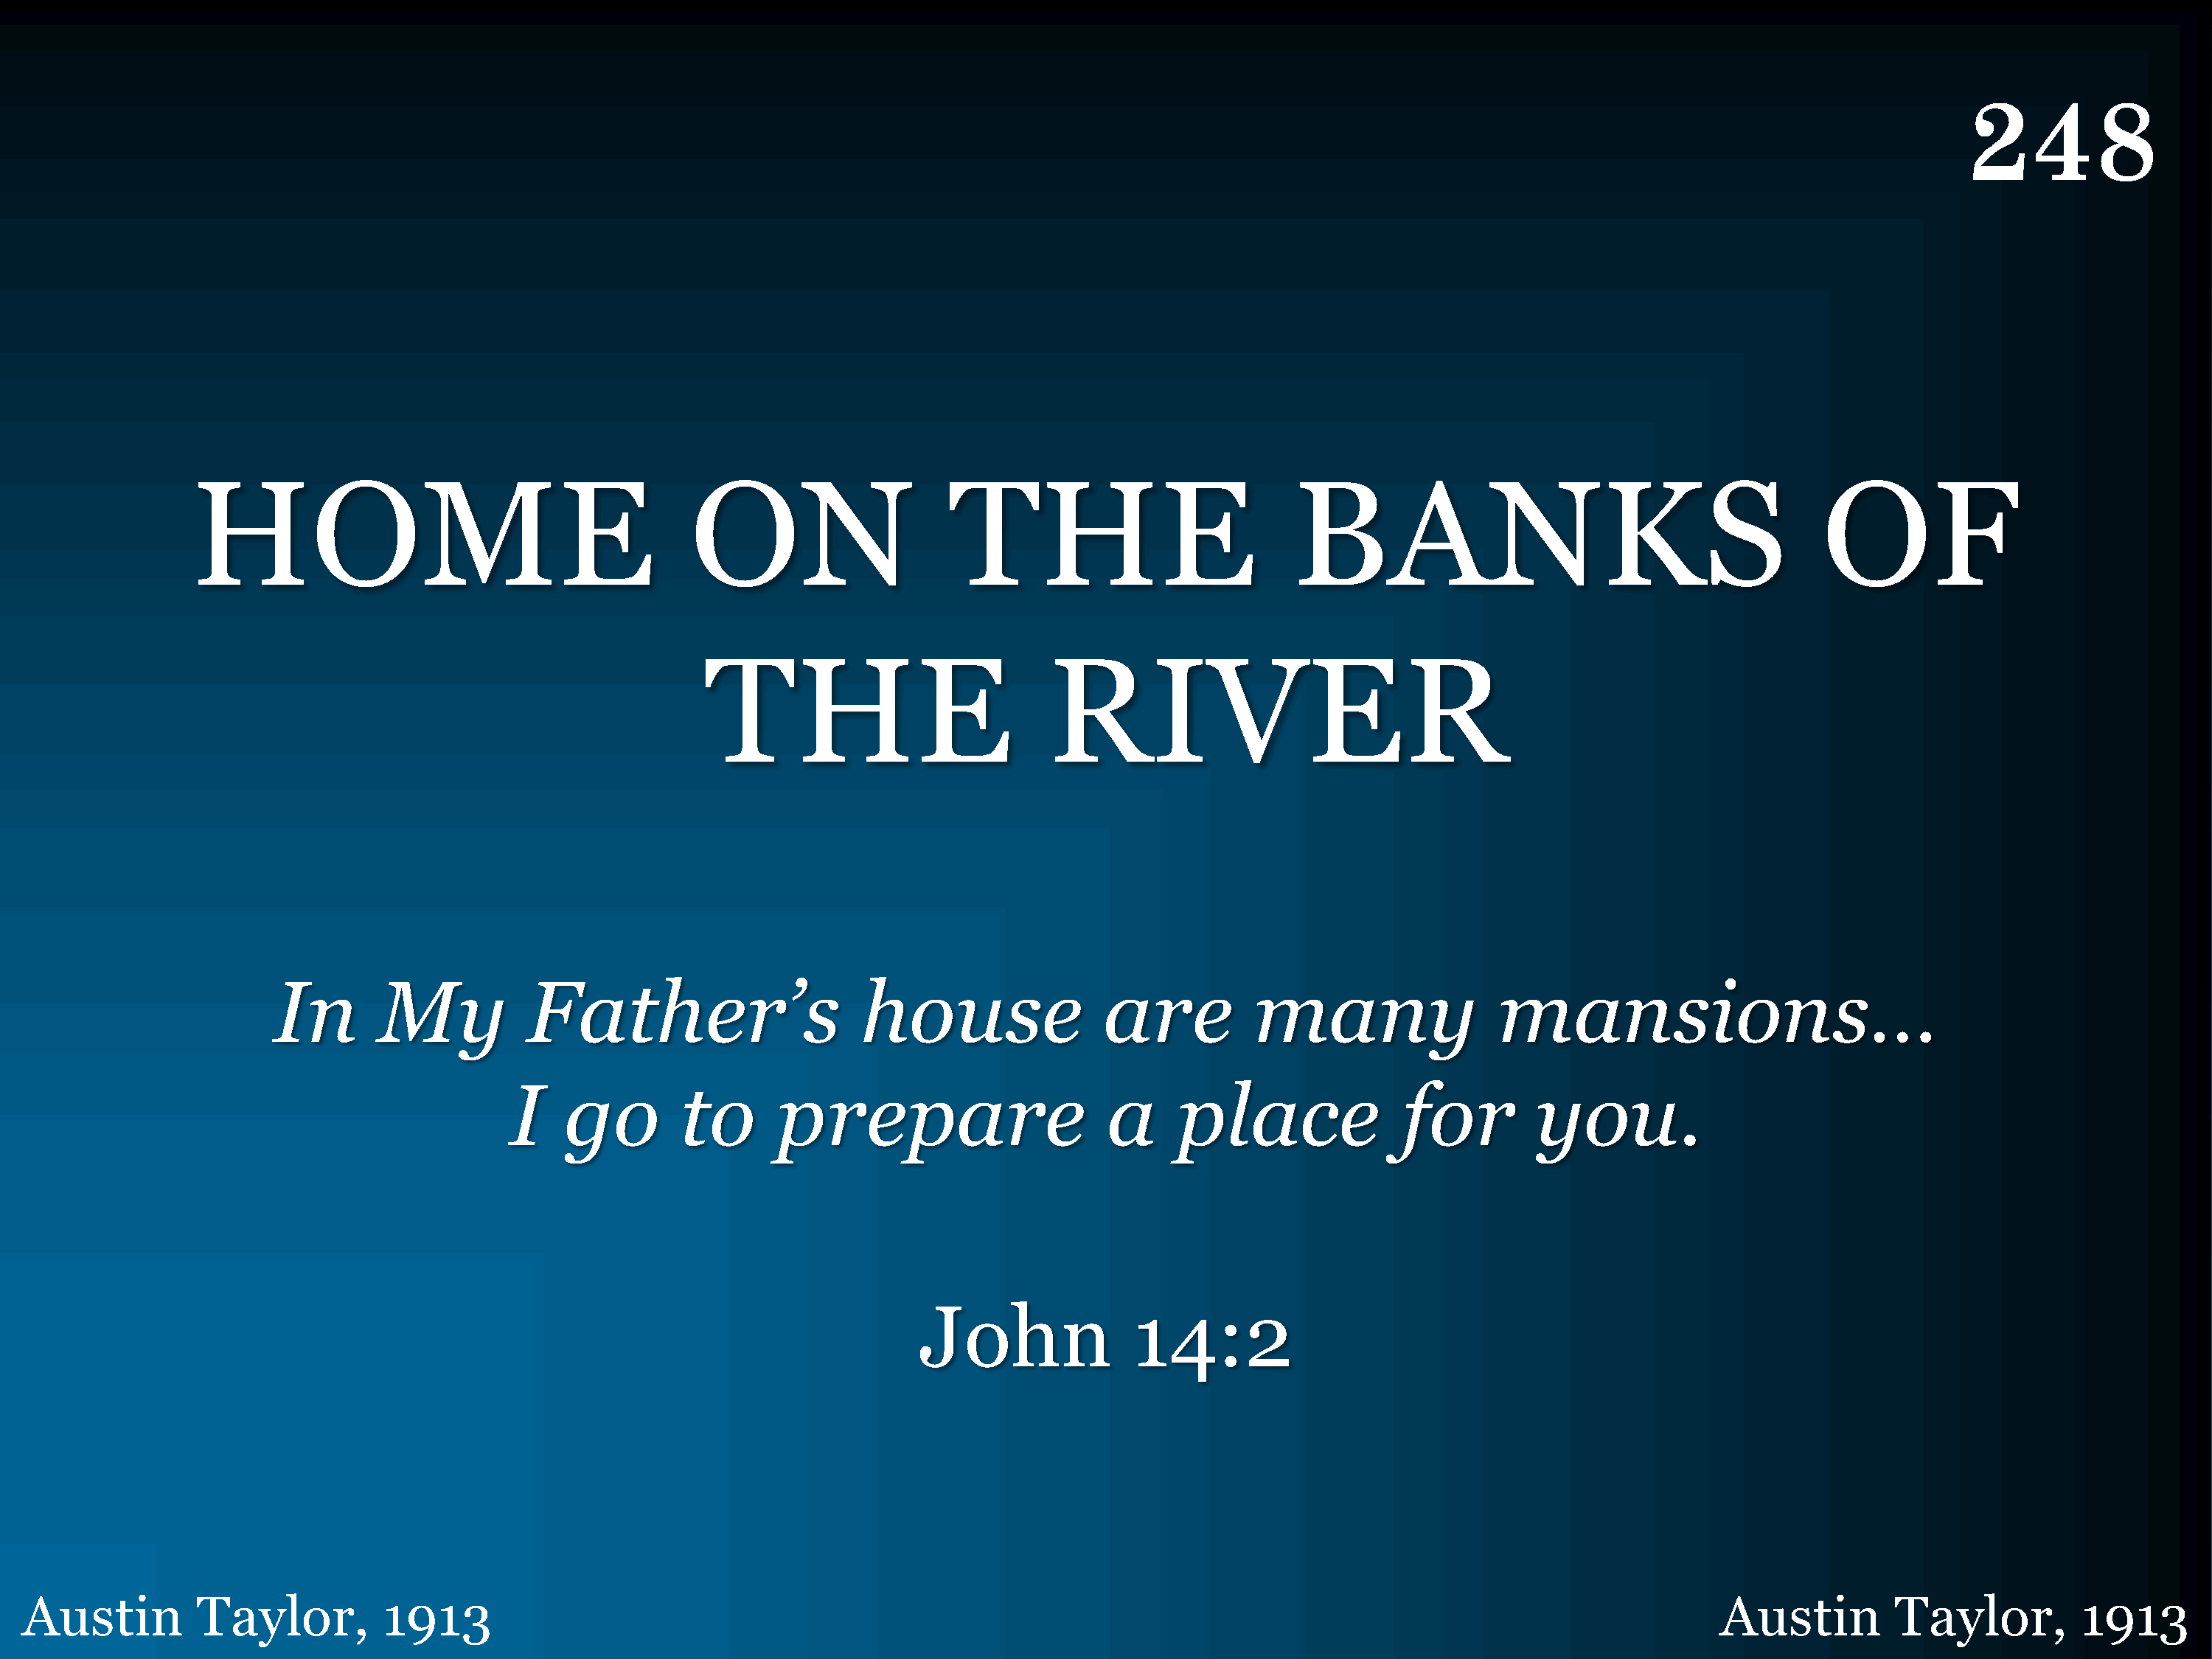 248
HOME ON THE BANKS OF
THE RIVER
In My Father’s house are many mansions…
I go to prepare a place for you.
John 14:2
Austin Taylor, 1913
Austin Taylor, 1913